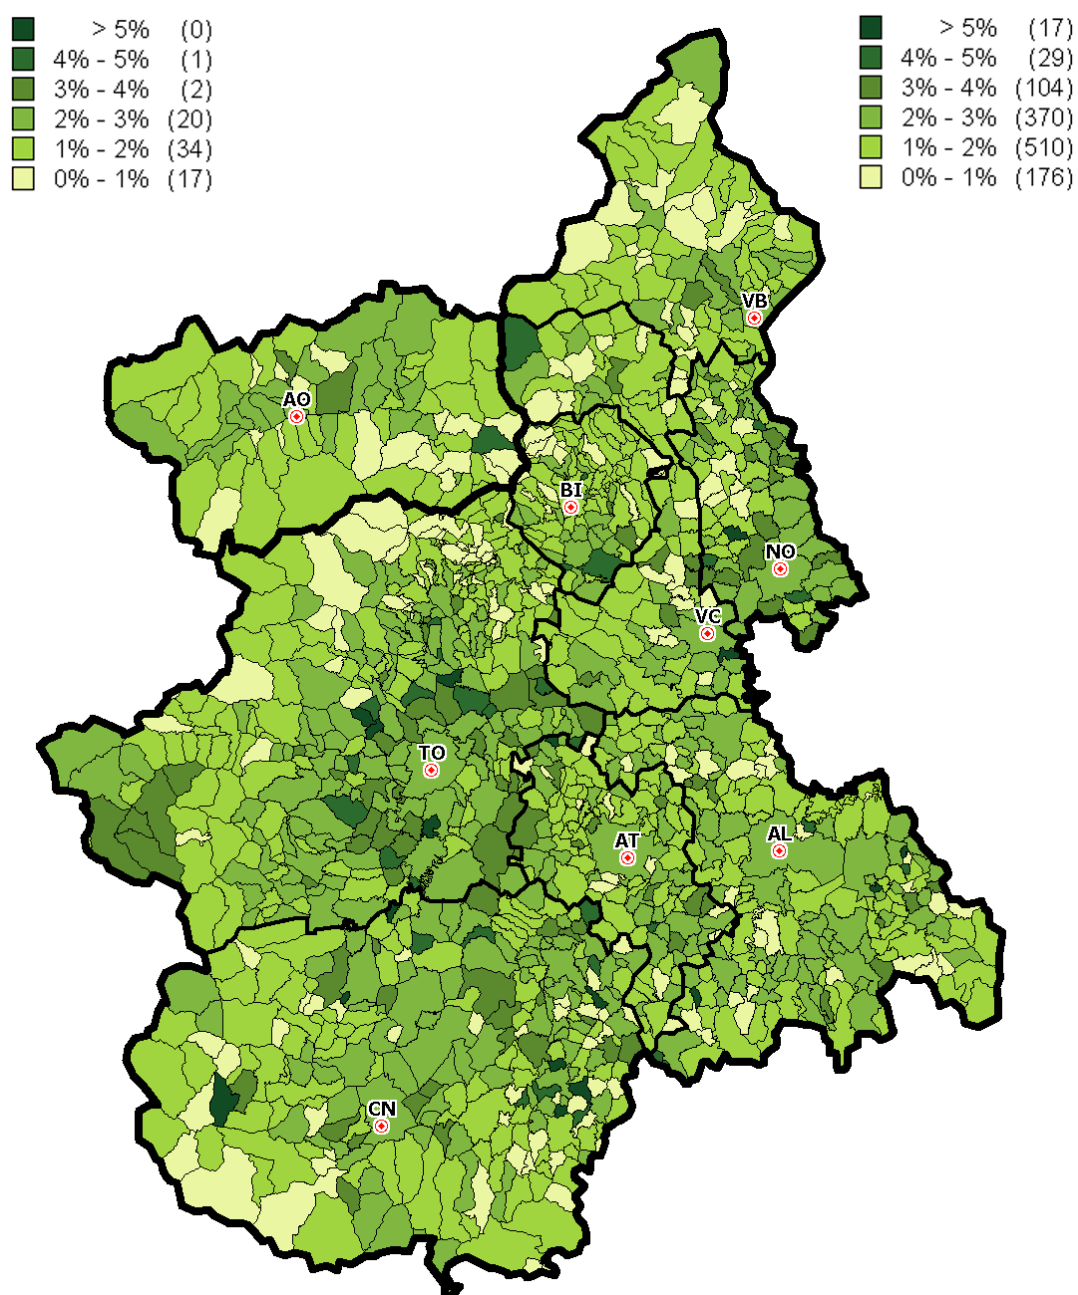 > 5% (0)
4% - 5% (1)
3% - 4% (2)
2% - 3% (20)
1% - 2% (34)
0% - 1% (17)
> 5% (17)
4% - 5% (29)
3% - 4% (104)
2% - 3% (370)
1% - 2% (510)
0% - 1% (176)
VB
AO
BI
NO
VC
TO
AT
AL
CN